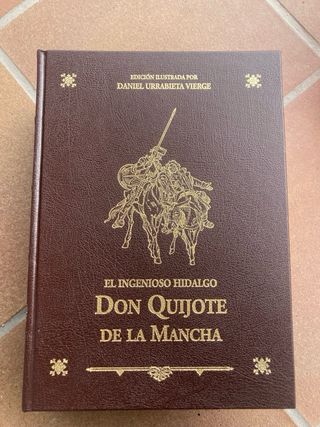 EDICIÓN ILUSTRADA POR
DANIEL URRABIETA VIERGE
EL INGENIOSO HIDALGO
DON QUIJOTE
DE LA MANCHA